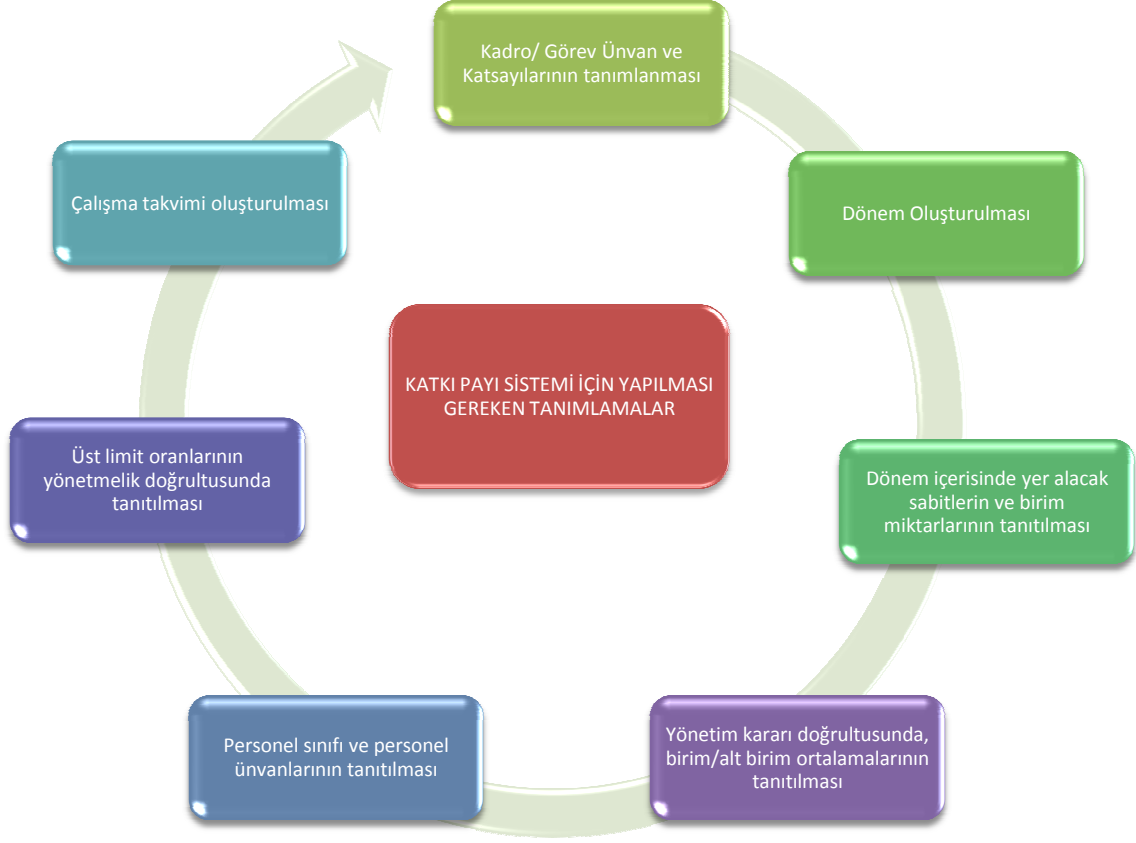 Kadro/ Görev Ünvan ve
Katsayılarının tanımlanması
Dönem Oluşturulması
Dönem içerisinde yer alacak
sabitlerin ve birim
miktarlarının tanıtılması
Yönetim kararı doğrultusunda,
birim/alt birim ortalamalarının
tanıtılması
Personel sınıfı ve personel
ünvanlarının tanıtılması
Üst limit oranlarının
yönetmelik doğrultusunda
tanıtılması
Çalışma takvimi oluşturulması
KATKI PAYI SİSTEMİ İÇİN YAPILMASI
GEREKEN TANIMLAMALAR